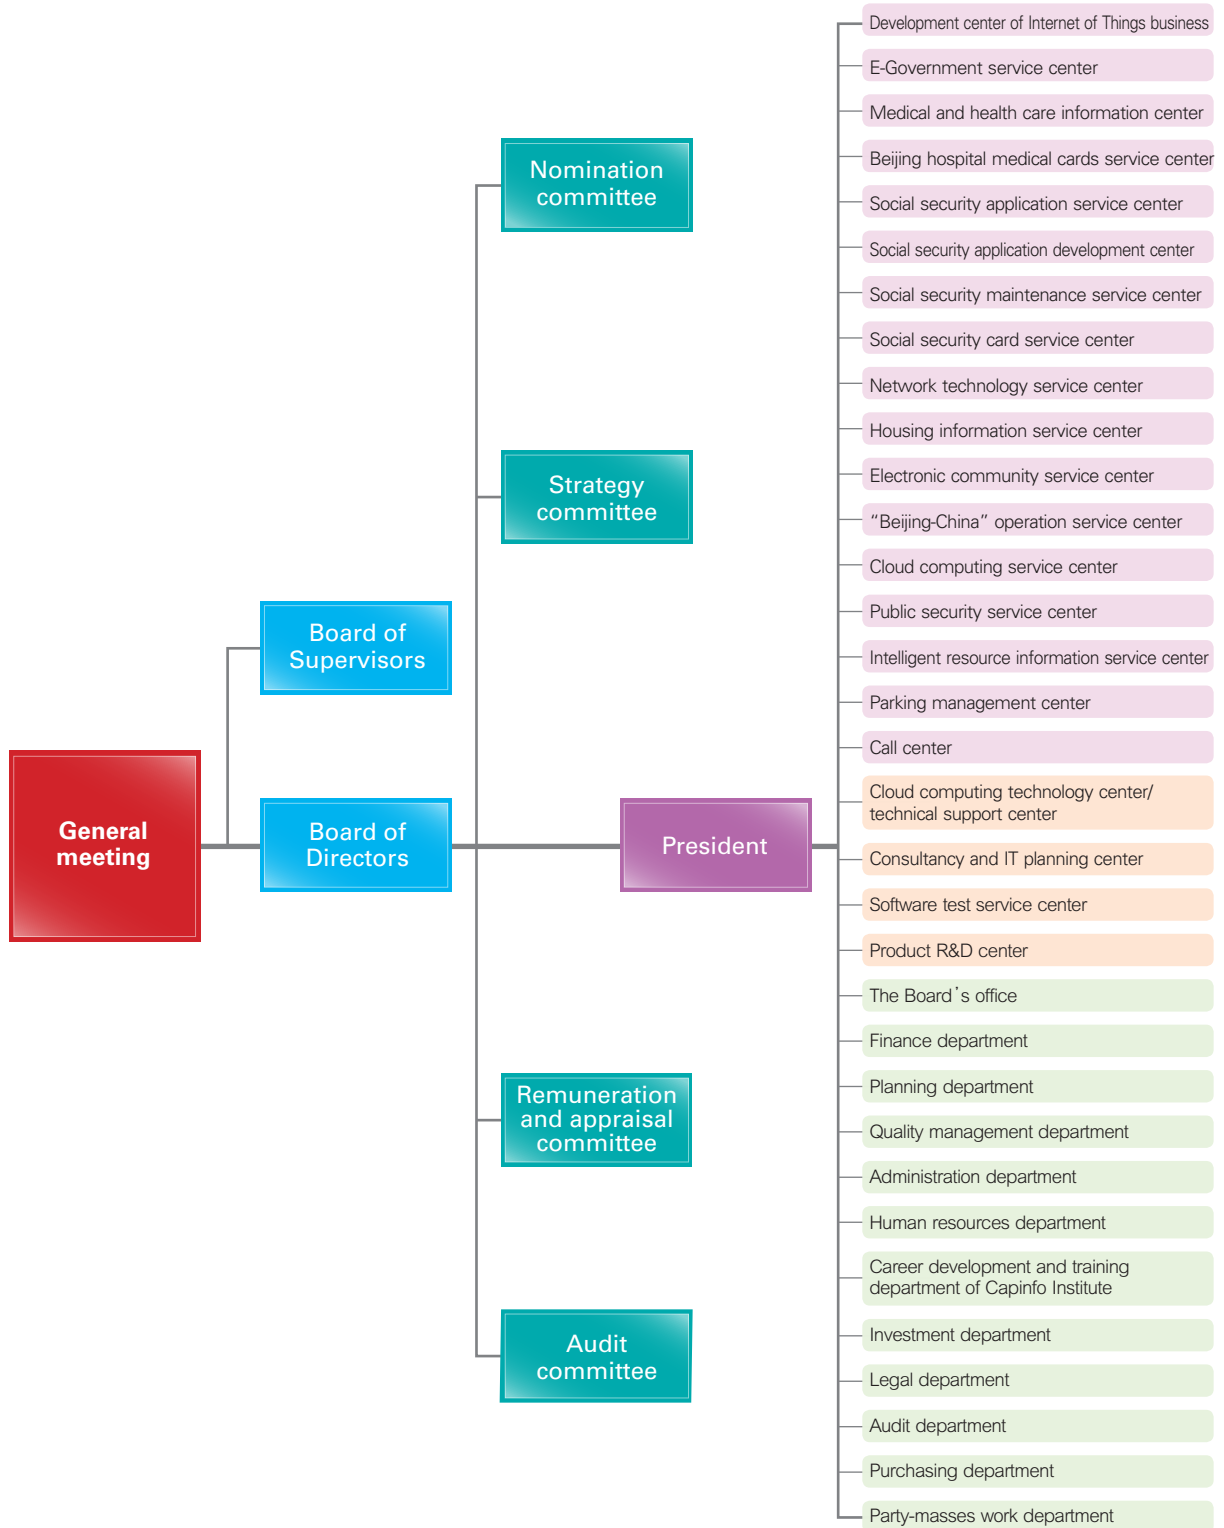 General
meeting
Board of
Supervisors
Board of
Directors
Nomination
committee
Strategy
committee
President
Remuneration
and appraisal
committee
Audit
committee
Development center of Internet of Things business
E-Government service center
Medical and health care information center
Beijing hospital medical cards service center
Social security application service center
Social security application development center
Social security maintenance service center
Social security card service center
Network technology service center
Housing information service center
Electronic community service center
“Beijing-China” operation service center
Cloud computing service center
Public security service center
Intelligent resource information service center
Parking management center
Call center
Cloud computing technology center/
technical support center
Consultancy and IT planning center
Software test service center
Product R&D center
The Board's office
Finance department
Planning department
Quality management department
Administration department
Human resources department
Career development and training
department of Capinfo Institute
Investment department
Legal department
Audit department
Purchasing department
Party-masses work department